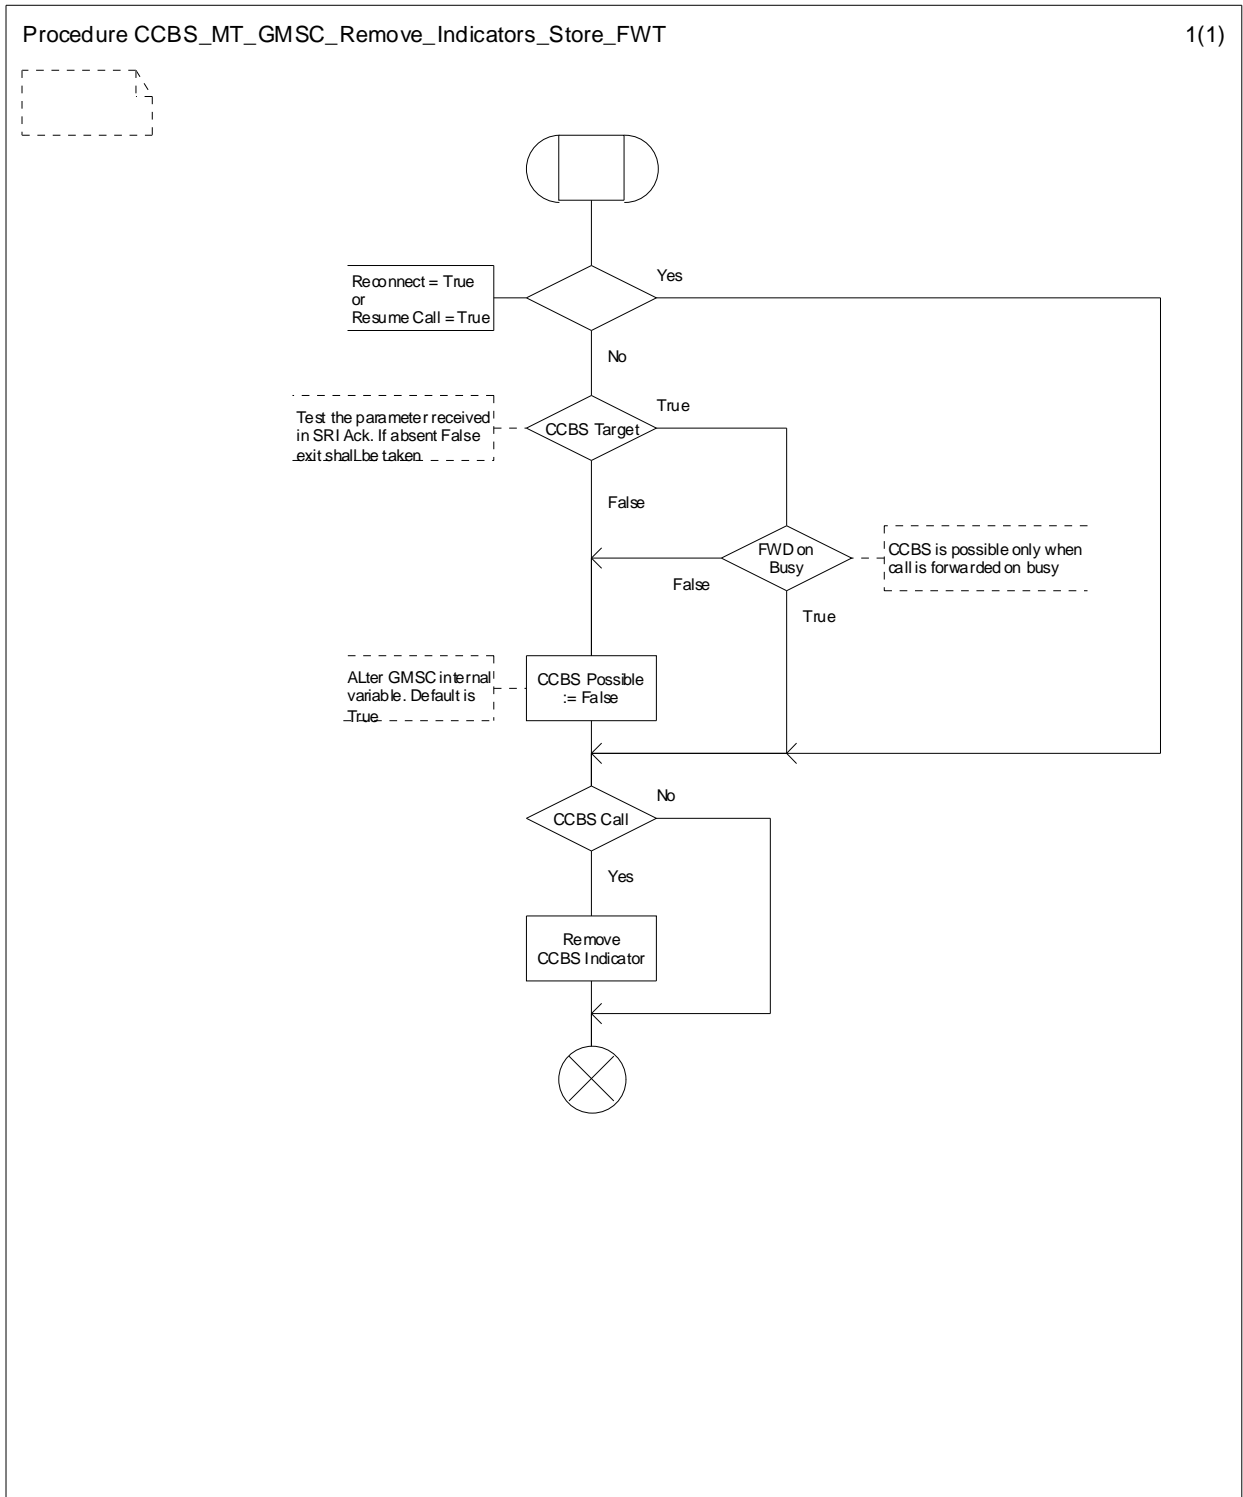 Procedure CCBS_MT_GMSC_Remove_Indicators_Store_FWT
1(1)
Reconnect = True
or
Resume Call = True
Yes
No
Test the parameter received
in SRI Ack. If absent False
exit shall be taken
CCBS Target
True
False
FWD on
Busy
CCBS is possible only when
call is forwarded on busy
False
True
ALter GMSC internal
variable. Default is
True
CCBS Possible
:= False
CCBS Call
No
Yes
Remove
CCBS Indicator